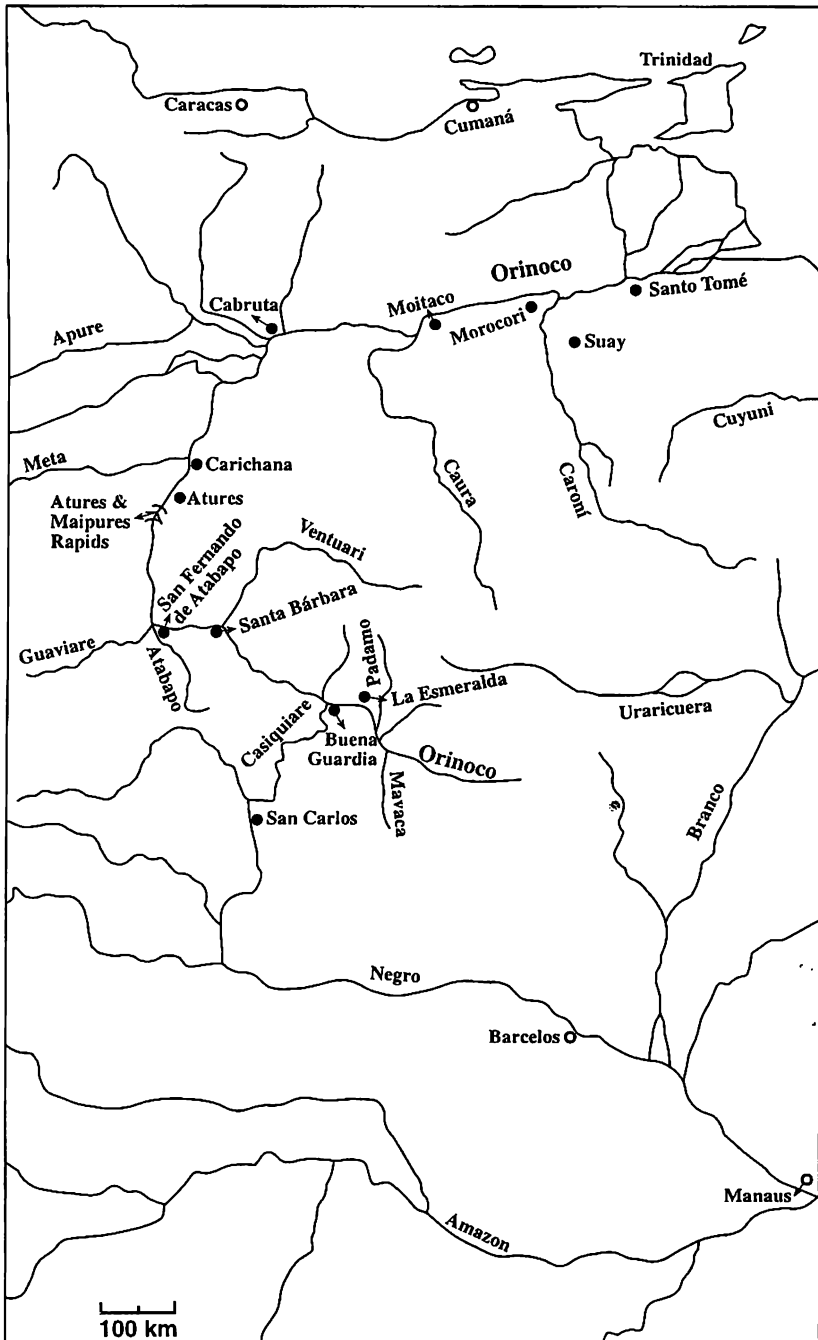 Trinidad
Caracas
Cumaná
Orinoco
Santo Tomé
Cabruta
Moitaco
Morocori
Apure
Suay
Cuyuni
Meta
Carichana
Caura
Caroní
Atures &
Maipures
Rapids
Atures
San Fernando
de Atabapo
Ventuari
Santa Bárbara
Guaviare
Atabapo
Padamo
La Esmeralda
Uraricuera
Casiquiare
Buena
Guardia
Orinoco
Mavaca
Branco
San Carlos
Negro
Barcelos
Manaus
Amazon
100 km